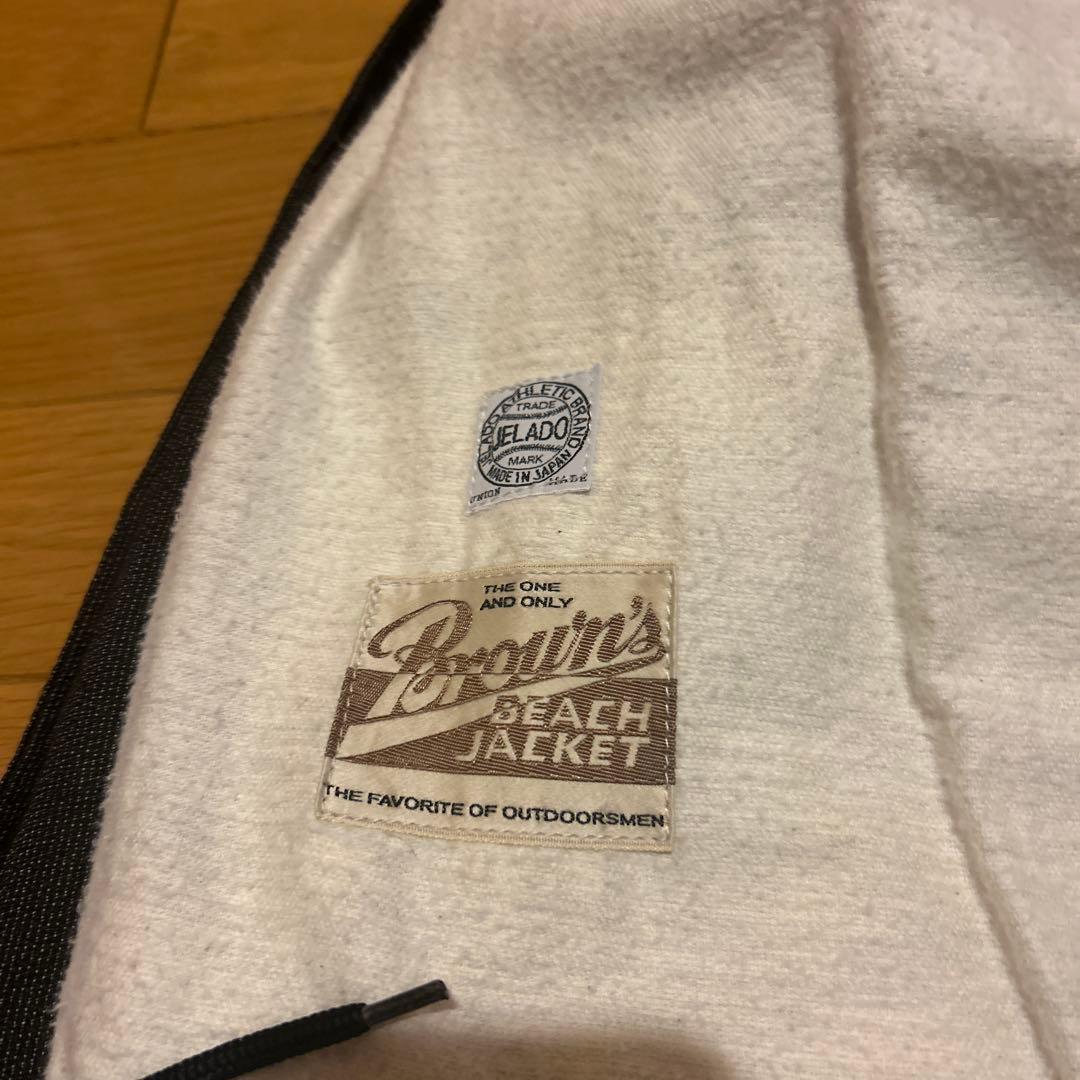 JELADO ATHLETIC BRAND
TRADE
JELADO
MARK
MADE IN JAPAN
UNION MADE
THE ONE
AND ONLY
Brown's
BEACH
JACKET
THE FAVORITE OF OUTDOORSMEN